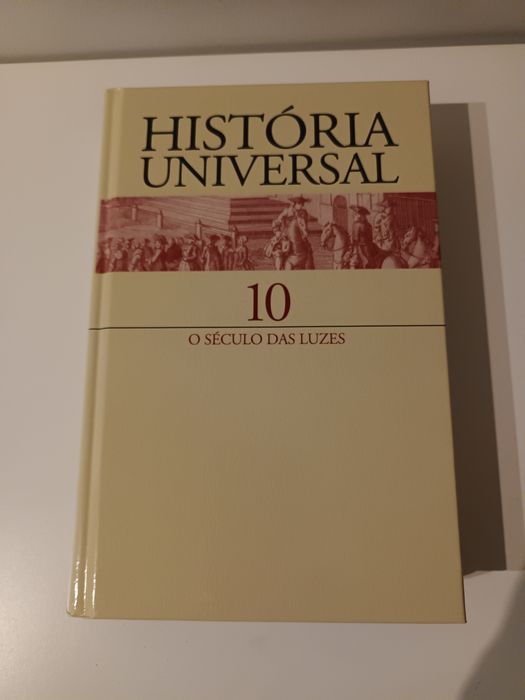 HISTÓRIA
UNIVERSAL
10
O SÉCULO DAS LUZES